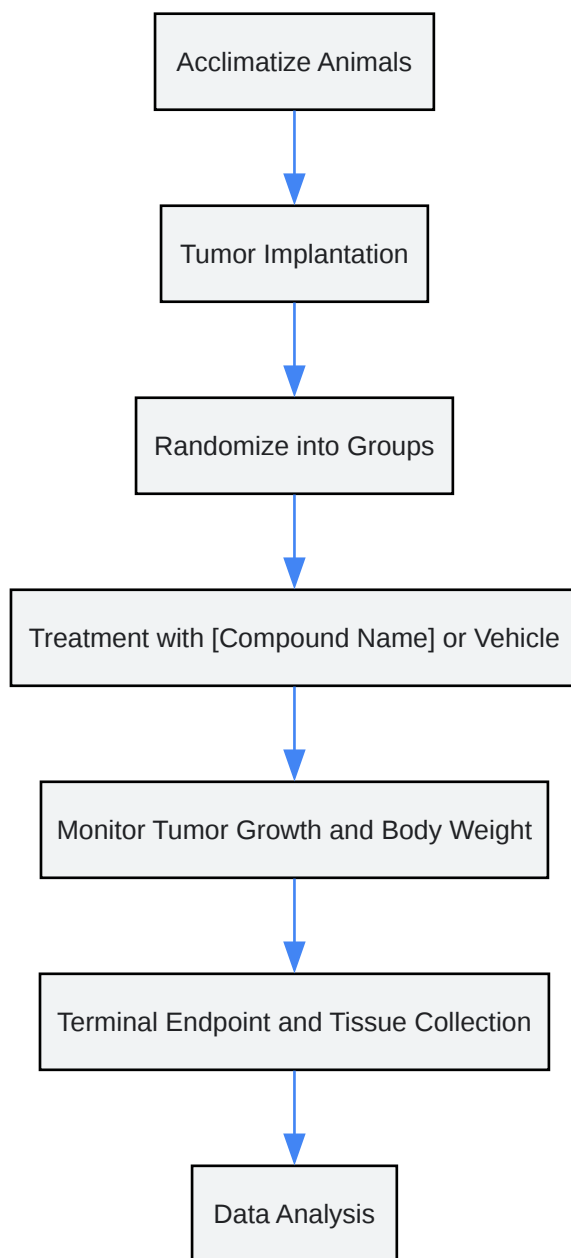 Acclimatize Animals
Tumor Implantation
Randomize into Groups
Treatment with [Compound Name] or Vehicle
Monitor Tumor Growth and Body Weight
Terminal Endpoint and Tissue Collection
Data Analysis